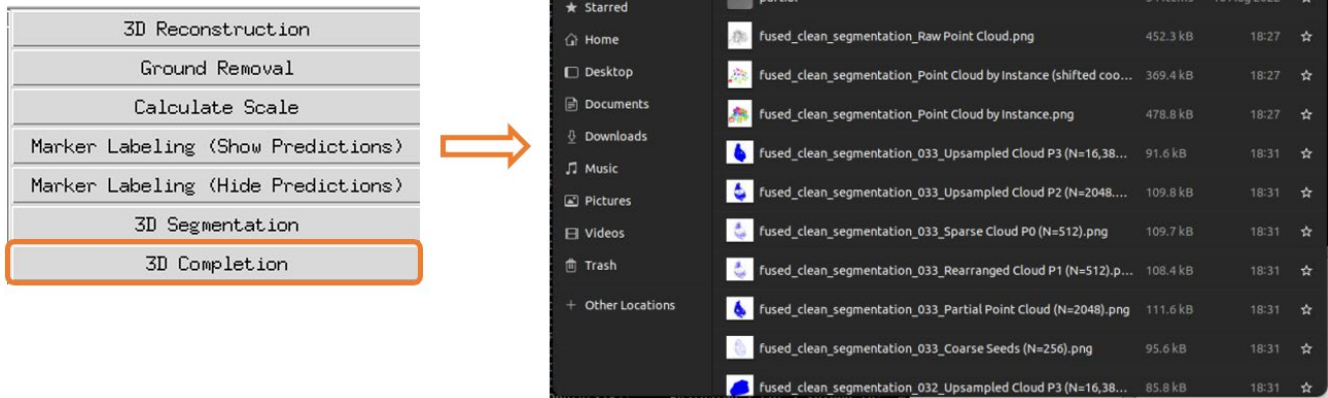 3D Reconstruction
Ground Removal
Calculate Scale
Marker Labeling (Show Predictions)
Marker Labeling (Hide Predictions)
3D Segmentation
3D Completion
Starred
Home
Desktop
Documents
Downloads
Music
Pictures
Videos
Trash
+ Other Locations
fused_clean_segmentation_Raw Point Cloud.png 452.3 kB 18:27
fused_clean_segmentation_Point Cloud by Instance (shifted coo... 369.4 kB 18:27
fused_clean_segmentation_Point Cloud by Instance.png 478.8 kB 18:27
fused_clean_segmentation_033_Upsampled Cloud P3 (N=16,38... 91.6 kB 18:31
fused_clean_segmentation_033_Upsampled Cloud P2 (N=2048.... 109.8 kB 18:31
fused_clean_segmentation_033_Sparse Cloud P0 (N=512).png 109.7 kB 18:31
fused_clean_segmentation_033_Rearranged Cloud P1 (N=512).p... 108.4 kB 18:31
fused_clean_segmentation_033_Partial Point Cloud (N=2048).png 111.6 kB 18:31
fused_clean_segmentation_033_Coarse Seeds (N=256).png 95.6 kB 18:31
fused_clean_segmentation_032_Upsampled Cloud P3 (N=16,38... 85.8 kB 18:31